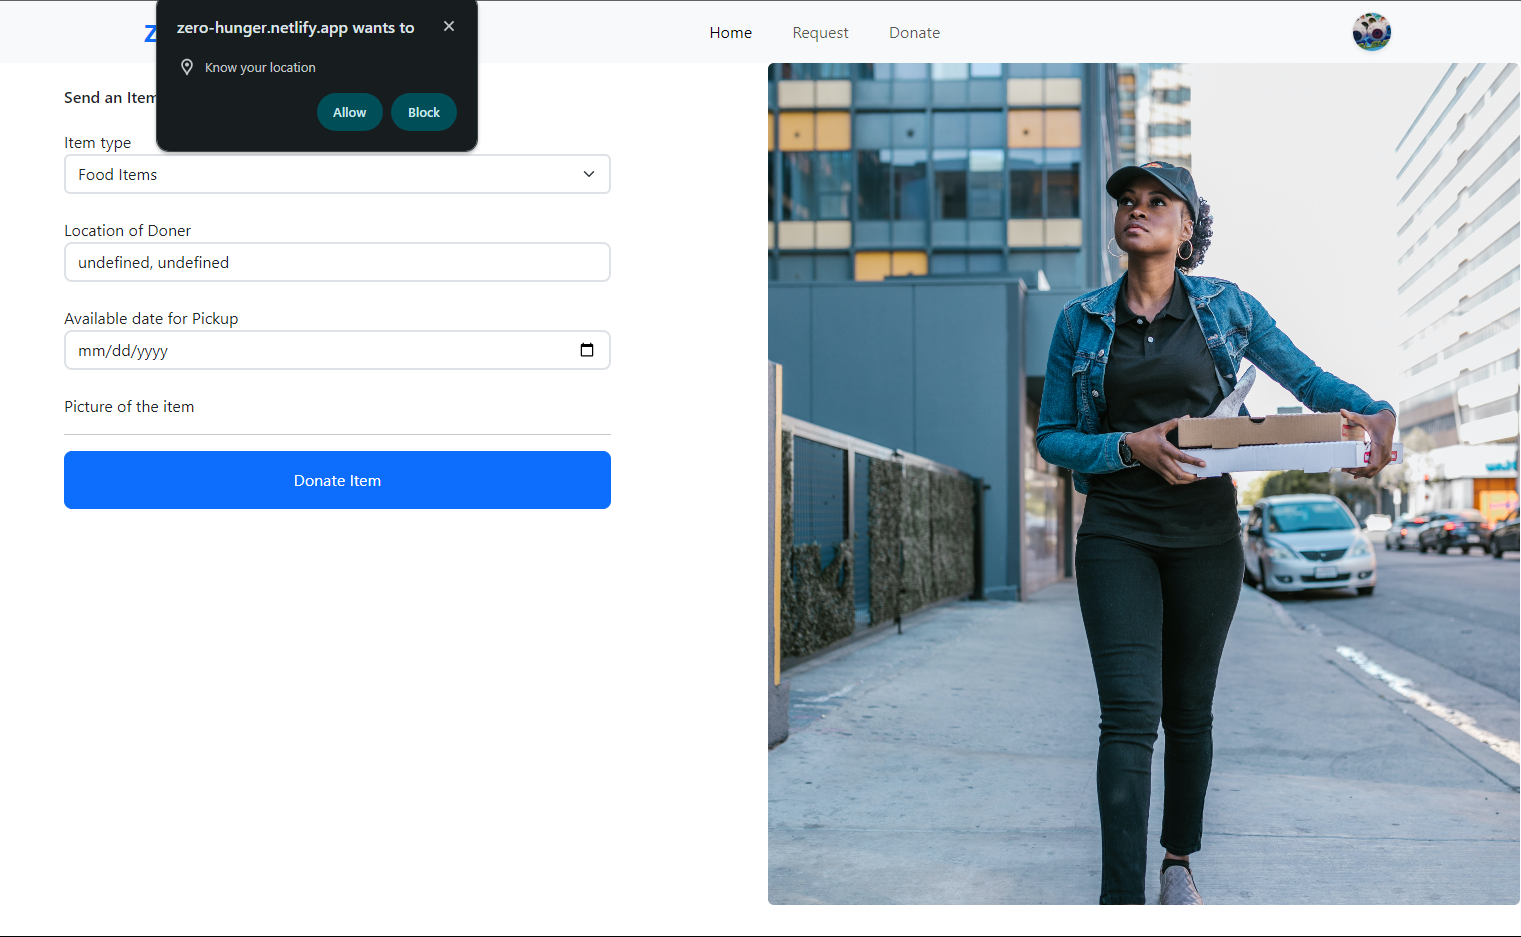 zero-hunger.netlify.app wants to
Know your location
Allow
Block
Z
Home
Request
Donate
Send an Item
Item type
Food Items
Location of Doner
undefined, undefined
Available date for Pickup
mm/dd/yyyy
Picture of the item
Donate Item